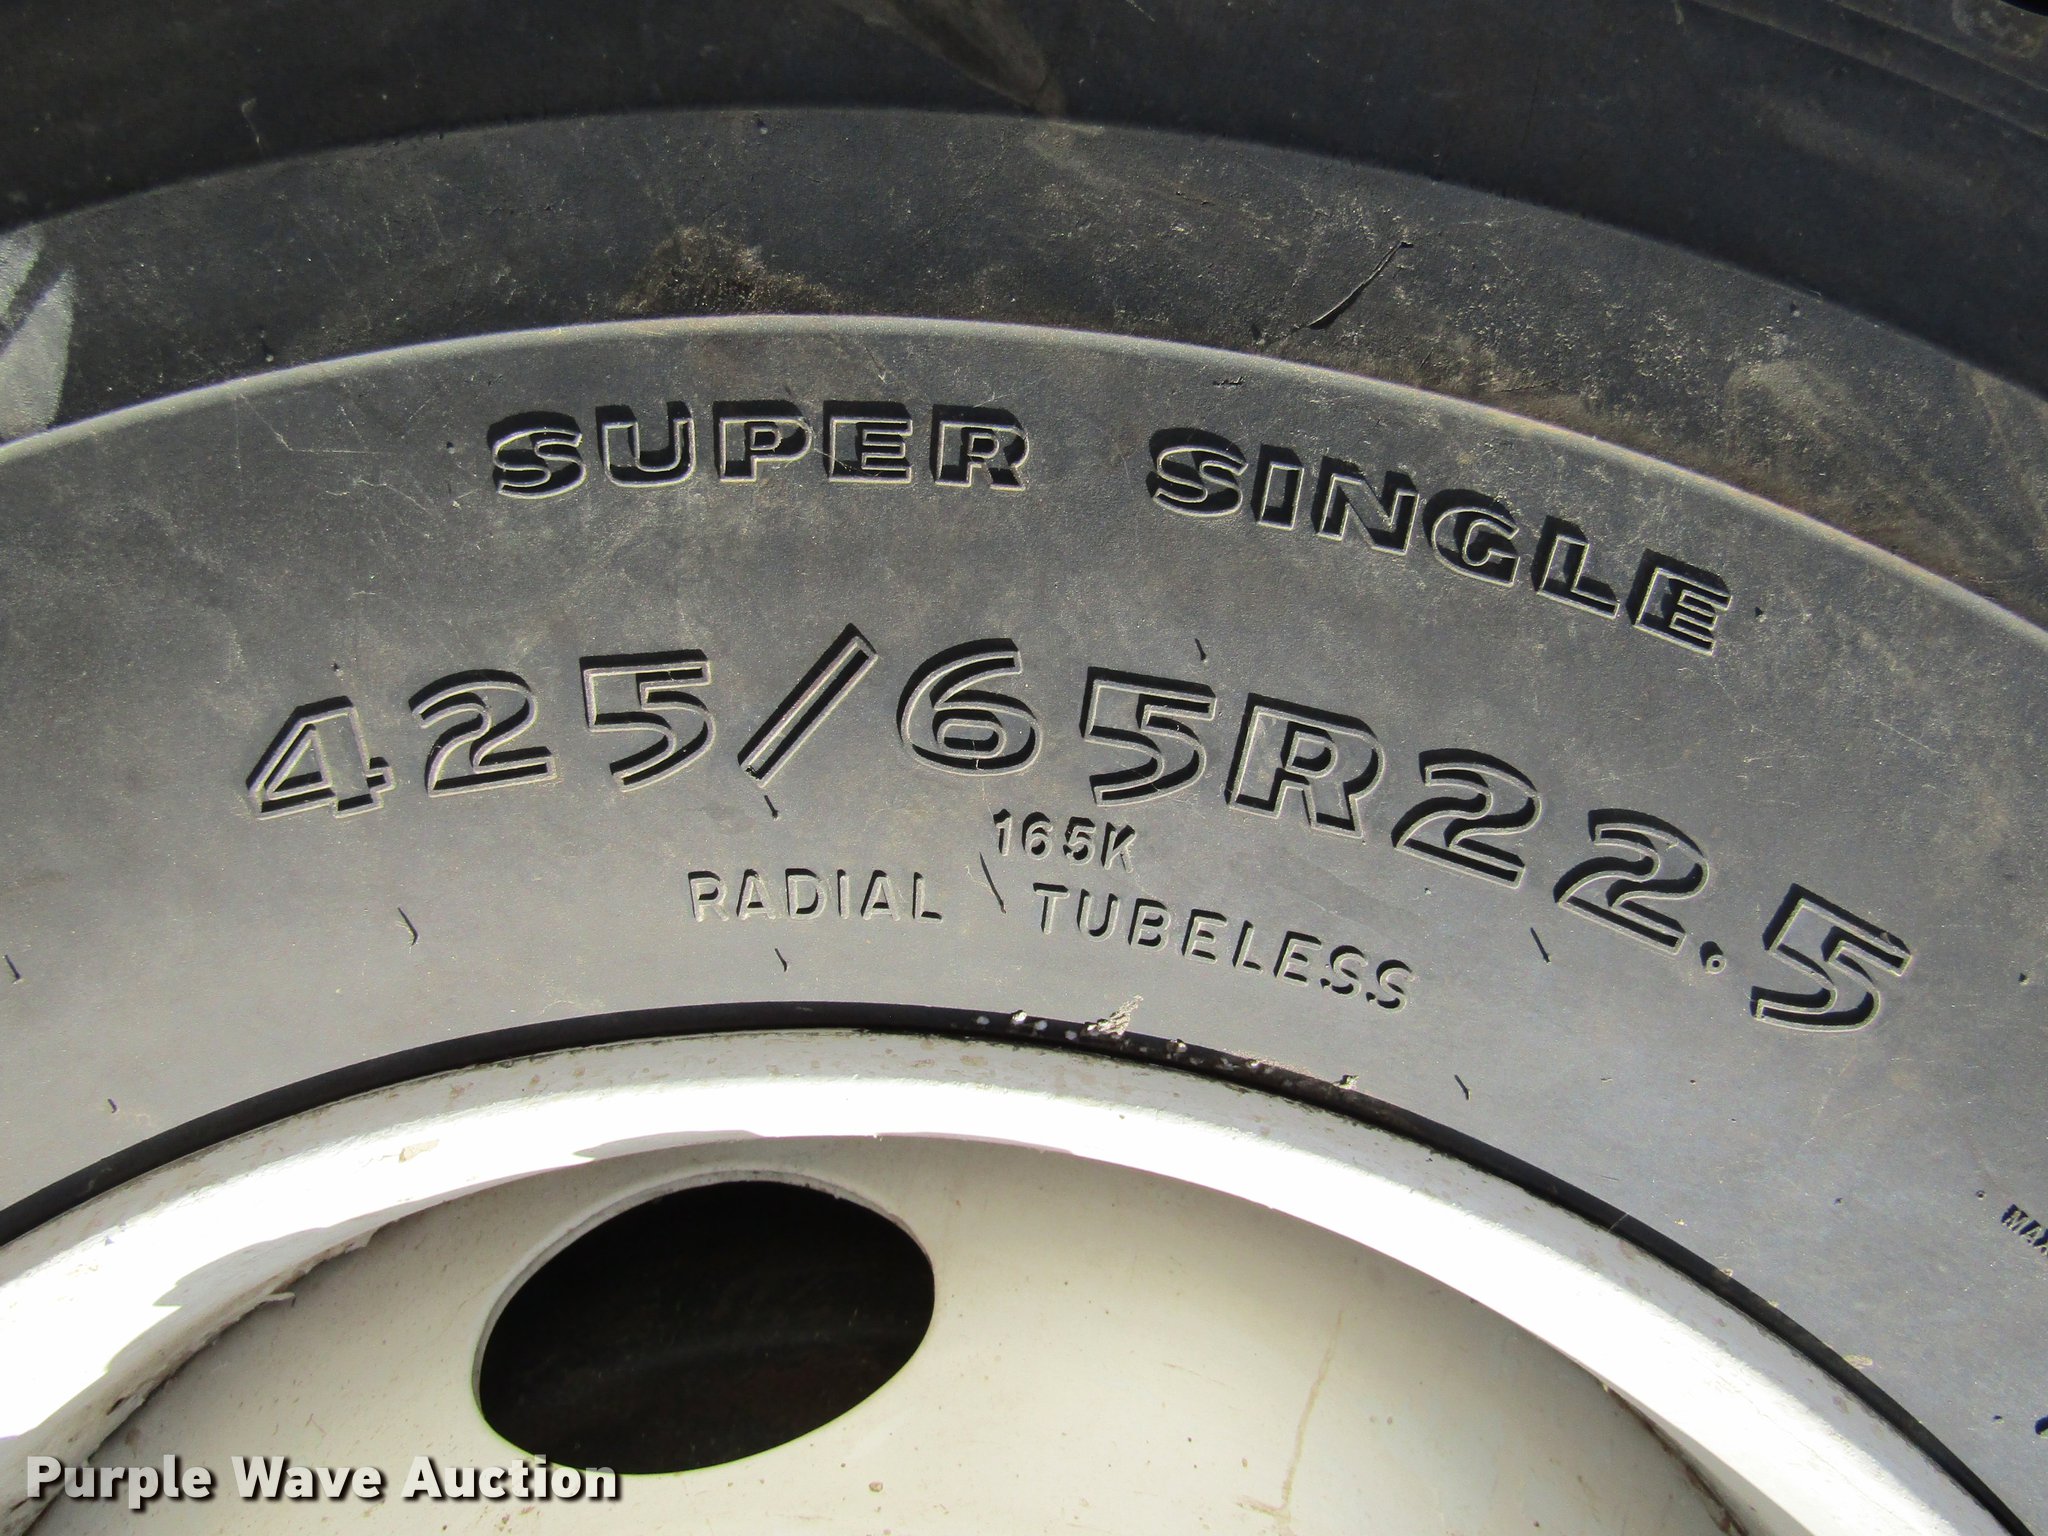 SUPER SINGLE
425/65R22.5
165K
RADIAL TUBELESS
Purple Wave Auction